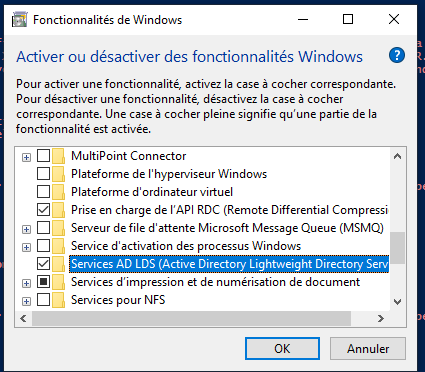 Fonctionnalités de Windows
Activer ou désactiver des fonctionnalités Windows
Pour activer une fonctionnalité, activez la case à cocher correspondante.
Pour désactiver une fonctionnalité, désactivez la case à cocher
correspondante. Une case à cocher pleine signifie qu'une partie de la
fonctionnalité est activée.
MultiPoint Connector
Plateforme de l'hyperviseur Windows
Plateforme d'ordinateur virtuel
Prise en charge de l'API RDC (Remote Differential Compressi
Serveur de file d'attente Microsoft Message Queue (MSMQ)
Service d'activation des processus Windows
Services AD LDS (Active Directory Lightweight Directory Serv
Services d'impression et de numérisation de document
Services pour NFS
OK
Annuler